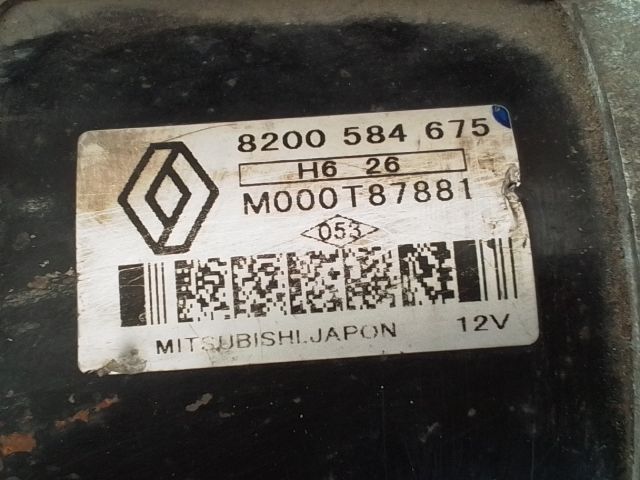 8200 584 675
H6 26
M000T87881
053
MITSUBISHI.JAPON 12V